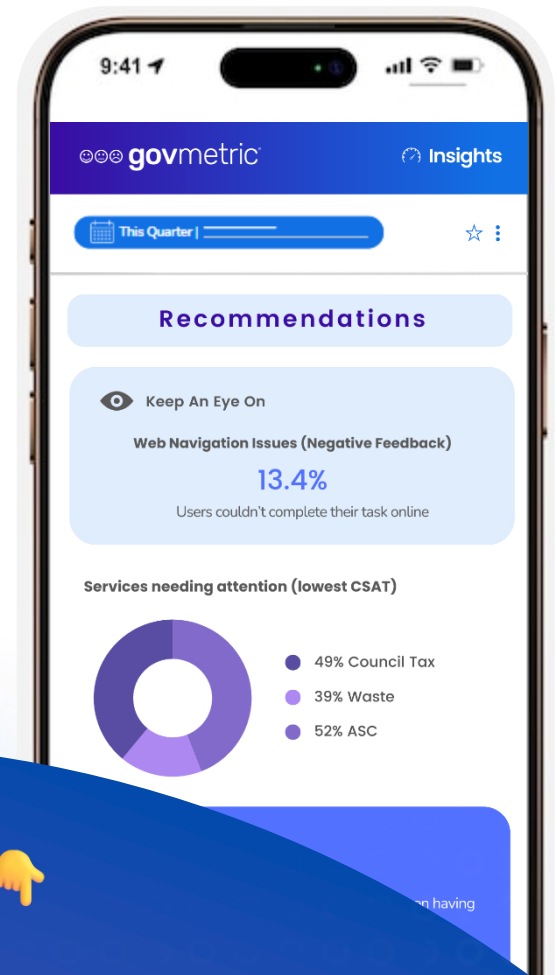 9:41
govmetric
Insights
This Quarter |
Recommendations
Keep An Eye On
Web Navigation Issues (Negative Feedback)
13.4%
Users couldn't complete their task online
Services needing attention (lowest CSAT)
49% Council Tax
39% Waste
52% ASC
having